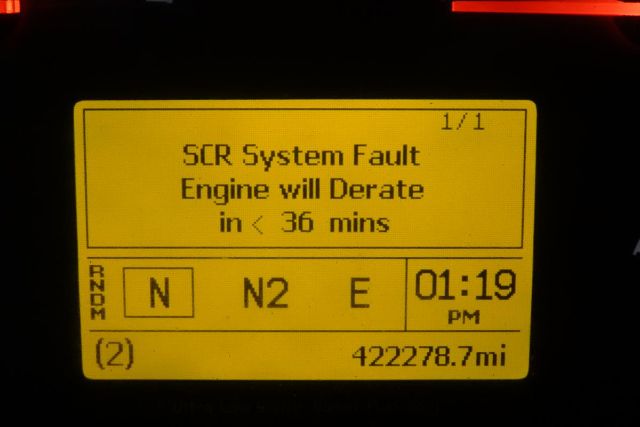 1/1
SCR System Fault
Engine will Derate
in < 36 mins
RNDM
N N2 E
01:19
PM
(2) 422278.7mi